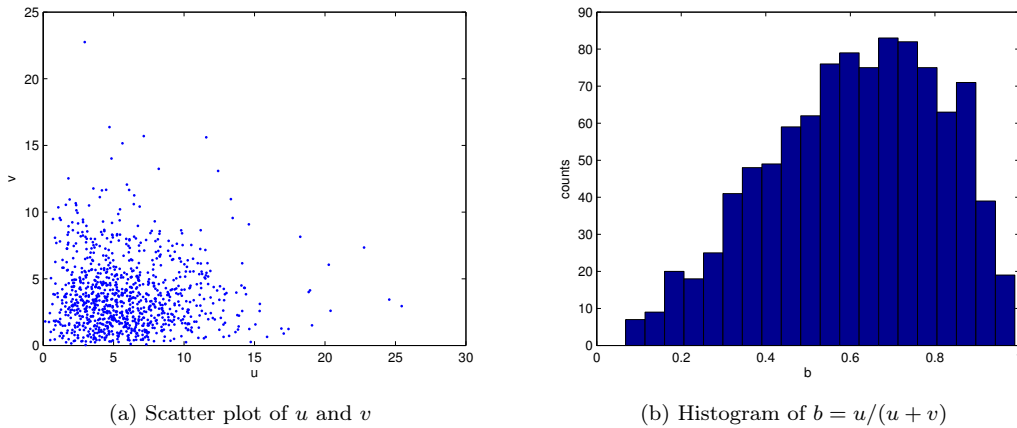 25
20
15
10
5
0
v
0 5 10 15 20 25 30
u
(a) Scatter plot of u and v
90
80
70
60
50
40
30
20
10
0
counts
0 0.2 0.4 0.6 0.8
b
(b) Histogram of b = u/(u + v)